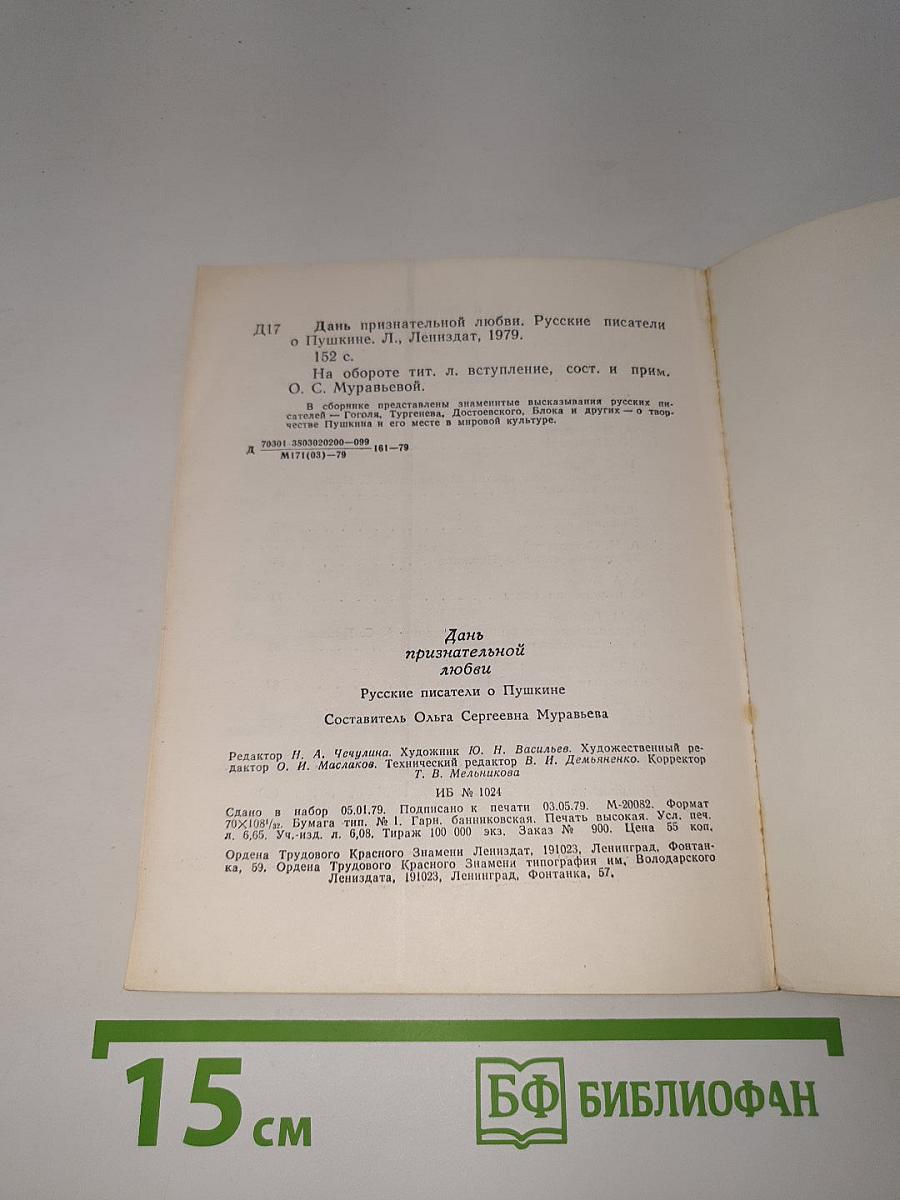 Д17 Дань признательной любви. Русские писатели
о Пушкине. Л., Лениздат, 1979.
152 с.
На обороте тит. л. вступление, сост. и прим.
О. С. Муравьевой.
В сборнике представлены знаменитые высказывания русских пи-
сателей — Гоголя, Тургенева, Достоевского, Блока и других — о твор-
честве Пушкина и его месте в мировой культуре.
70301 3803020200—099
Д 161—79
М171(03)—79
Дань
признательной
любви
Русские писатели о Пушкине
Составитель Ольга Сергеевна Муравьева
Редактор Н. А. Чечулина. Художник Ю. Н. Васильев. Художественный ре-
дактор О. И. Маслаков. Технический редактор В. И. Демьяненко. Корректор
Т. В. Мельникова
ИБ № 1024
Сдано в набор 05.01.79. Подписано к печати 03.05.79. М-20082. Формат
70×108¹/₃₂. Бумага тип. № 1. Гарн. банниковская. Печать высокая. Усл. печ.
л. 6,65. Уч.-изд. л. 6,08. Тираж 100 000 экз. Заказ № 900. Цена 55 коп.
Ордена Трудового Красного Знамени Лениздат, 191023, Ленинград, Фонтан-
ка, 59. Ордена Трудового Красного Знамени типография им. Володарского
Лениздата, 191023, Ленинград, Фонтанка, 57.
15 см
БФ БИБЛИОФАН